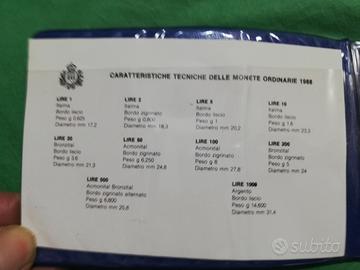 CARATTERISTICHE TECNICHE DELLE MONETE ORDINARIE 1988
LIRE 1
Italma
Bordo liscio
Peso g 0,625
Diametro mm 17,2
LIRE 2
Italma
Bordo zigrinato
Peso g 0,800
Diametro mm 18,3
LIRE 5
Italma
Bordo liscio
Peso g 1
Diametro mm 20,2
LIRE 10
Italma
Bordo liscio
Peso g 1,6
Diametro mm 23,3
LIRE 20
Bronzital
Bordo liscio
Peso g 3,6
Diametro mm 21,3
LIRE 50
Acmonital
Bordo zigrinato
Peso g 6,250
Diametro mm 24,8
LIRE 100
Acmonital
Bordo zigrinato
Peso g 8
Diametro mm 27,8
LIRE 200
Bronzital
Bordo zigrinato
Peso g 5
Diametro mm 24
LIRE 500
Acmonital Bronzital
Bordo zigrinato alternato
Peso g 6,800
Diametro mm 25,8
LIRE 1000
Argento
Bordo liscio
Peso g 14,600
Diametro mm 31,4
subito